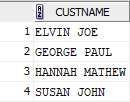 CUSTNAME
1 ELVIN JOE
2 GEORGE PAUL
3 HANNAH MATHEW
4 SUSAN JOHN